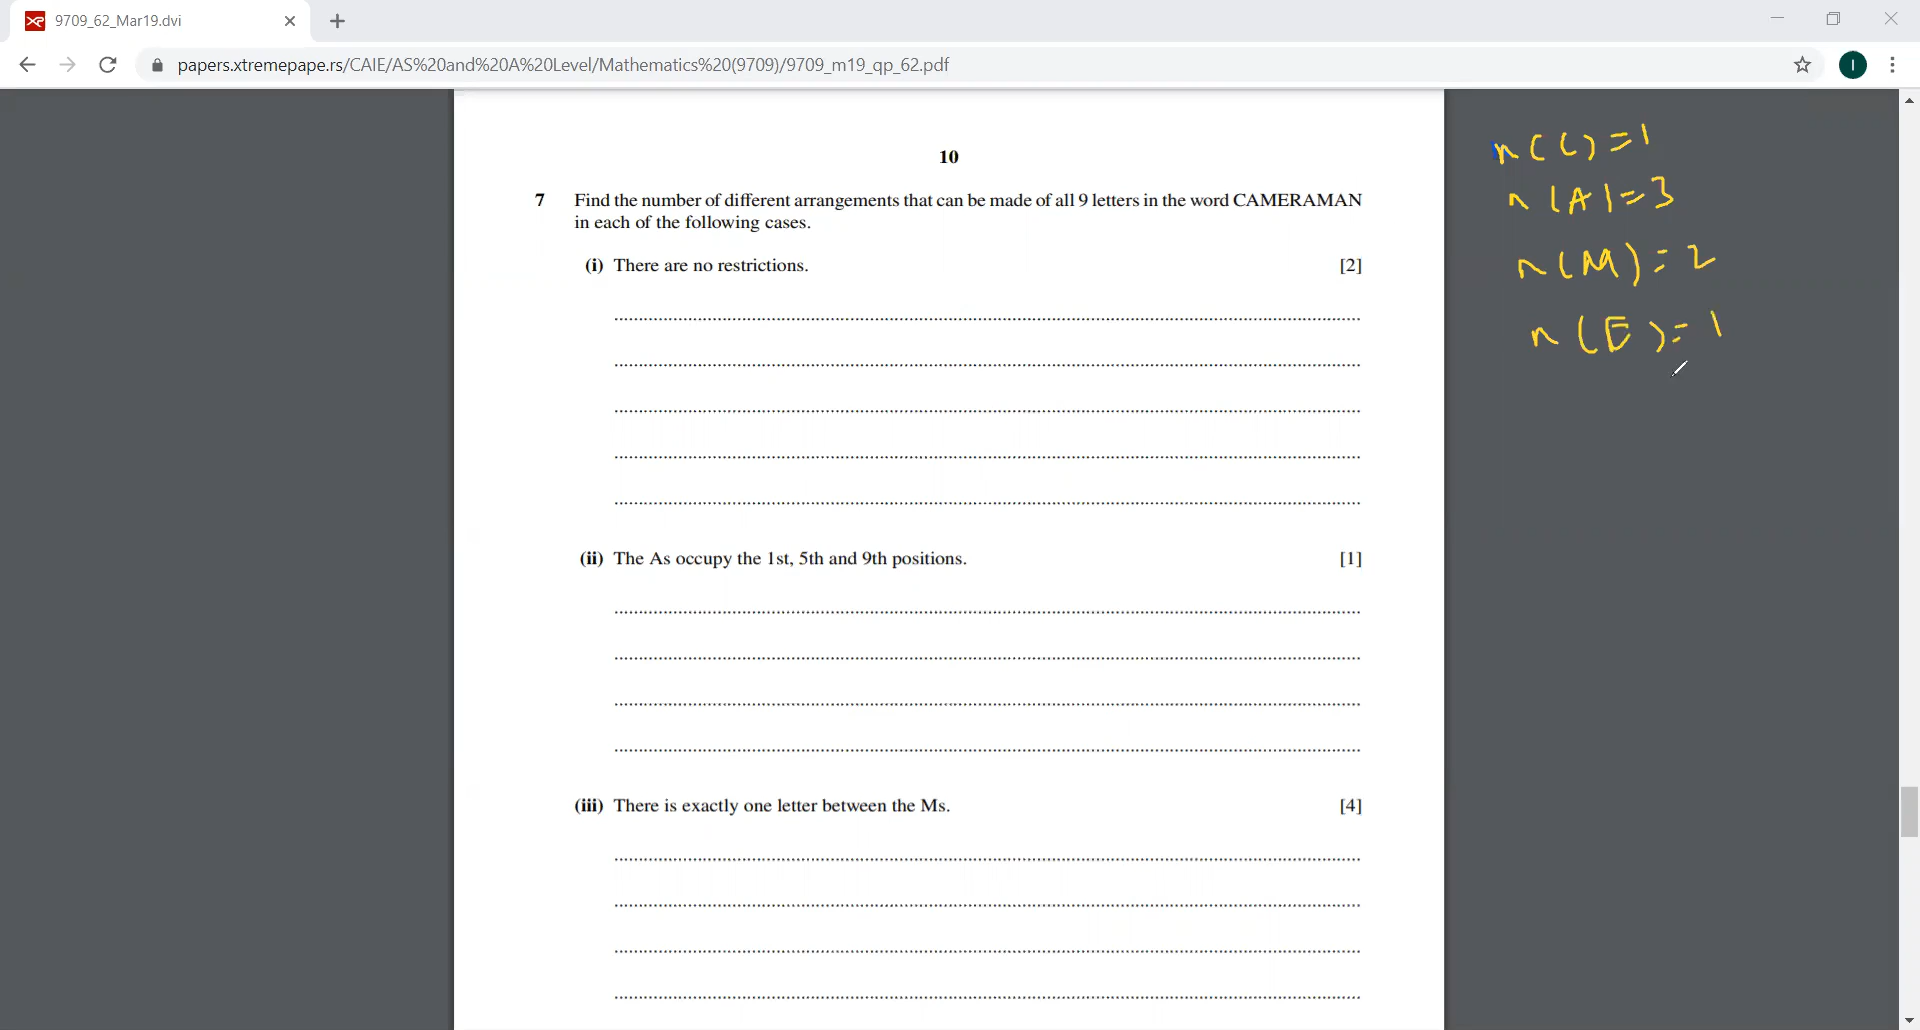 9709_62_Mar19.dvi
papers.xtremepape.rs/CAIE/AS%20and%20A%20Level/Mathematics%20(9709)/9709_m19_qp_62.pdf
I
10
7 Find the number of different arrangements that can be made of all 9 letters in the word CAMERAMAN
in each of the following cases.
(i) There are no restrictions. [2]
(ii) The As occupy the 1st, 5th and 9th positions. [1]
(iii) There is exactly one letter between the Ms. [4]
n(C)=1
n(A)=3
n(M)=2
n(E)=1